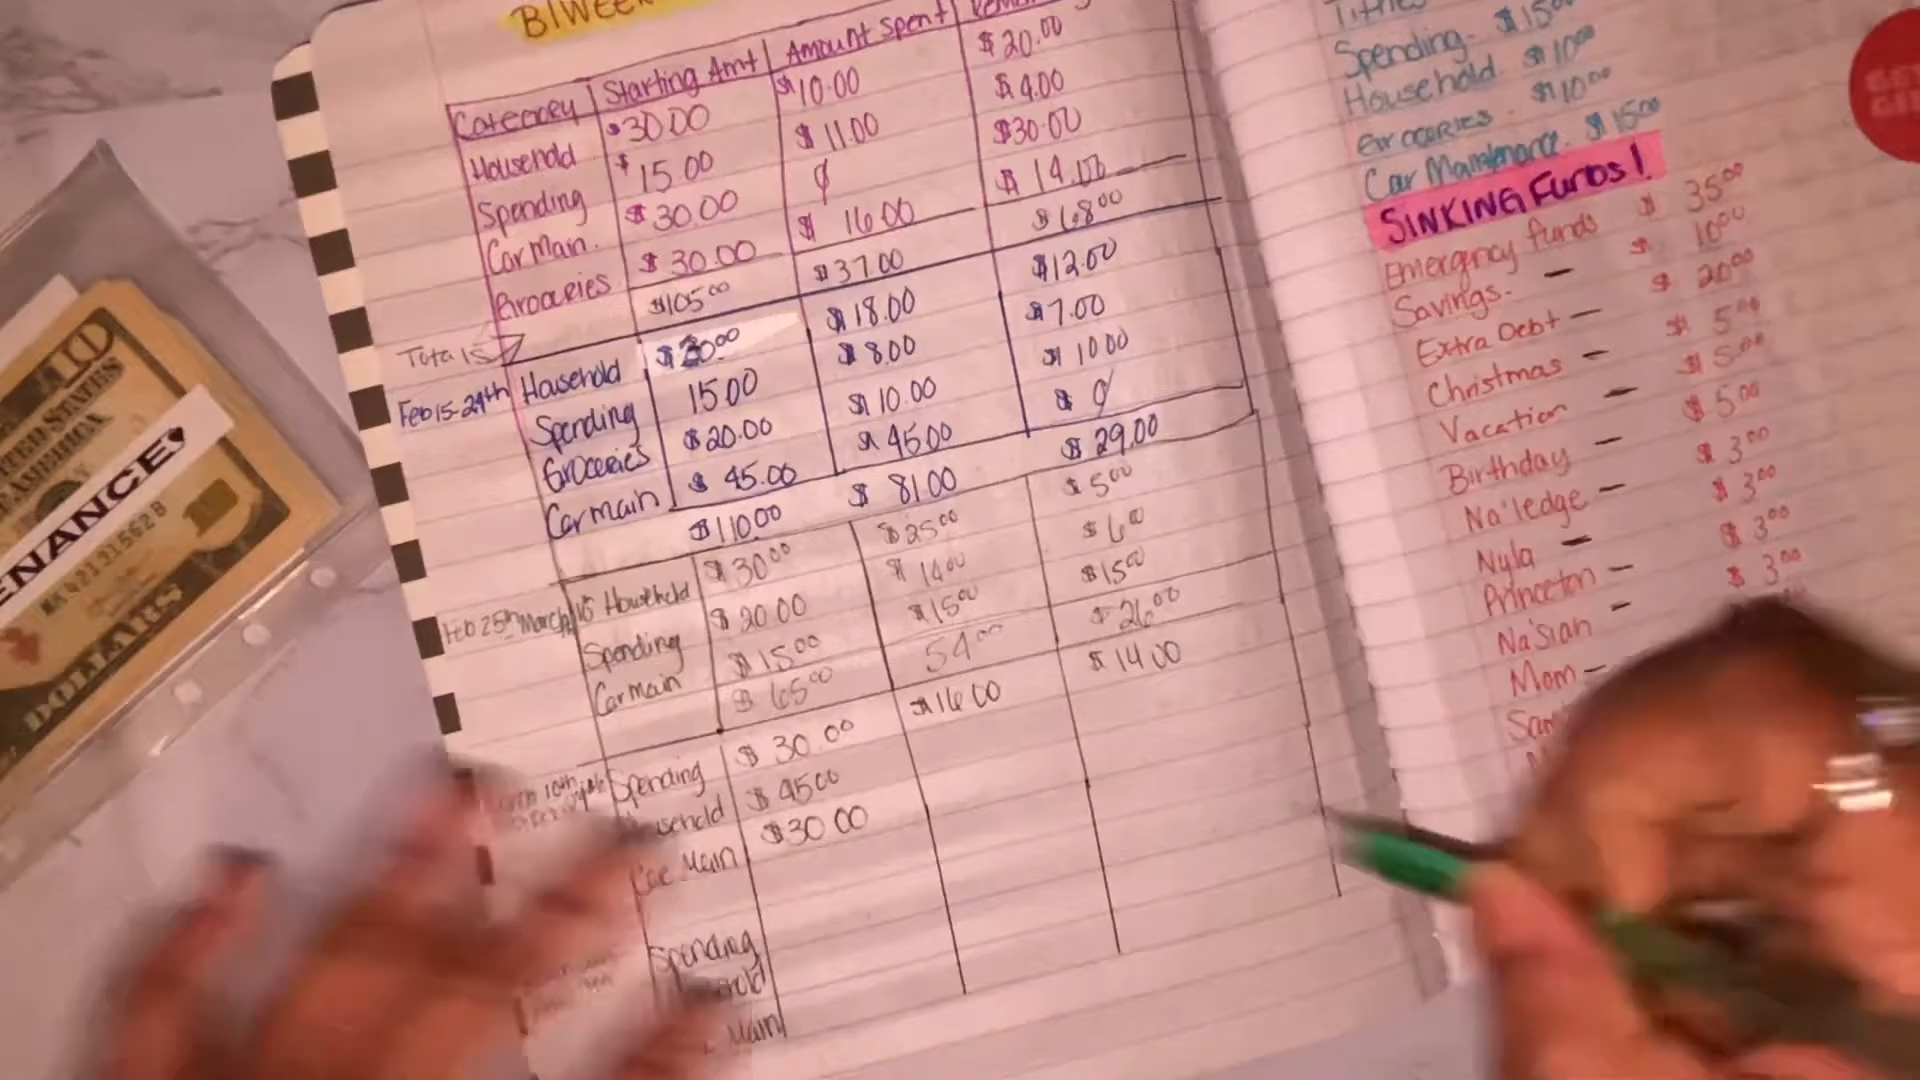 BIWEE
Category Starting Amt Amount Spent
Household $30.00 $10.00 $20.00
Spending $15.00 $11.00 $4.00
Car Main. $30.00 ∅ $30.00
Groceries $30.00 $16.00 $14.00
Totals $105.00 $37.00 $68.00
Feb 15-24th Household $30.00 $18.00 $12.00
Spending 15.00 $8.00 $7.00
Groceries $20.00 $10.00 $10.00
Car main $45.00 $45.00 $ ∅
$110.00 $81.00 $29.00
Feb 25th March Household $30.00 $25.00 $5.00
Spending $20.00 $14.00 $6.00
Car main $15.00 $15.00 $15.00
$65.00 54.00 $26.00
Spending $30.00 $16.00 $14.00
$45.00
Car Main $30.00
Spending
Main
Tithes $15.00
Spending. $10.00
Household. $10.00
Groceries. $15.00
Car Maintenance.
SINKING Funds!
Emergency funds $35.00
Savings. — $10.00
Extra Debt — $20.00
Christmas — $5.00
Vacation — $5.00
Birthday — $5.00
Na'ledge — $3.00
Nyla — $3.00
Princeton — $3.00
Na'Siah — $3.00
Mom —
ENANCE
UNITED STATES
AMERICA
DOLLARS